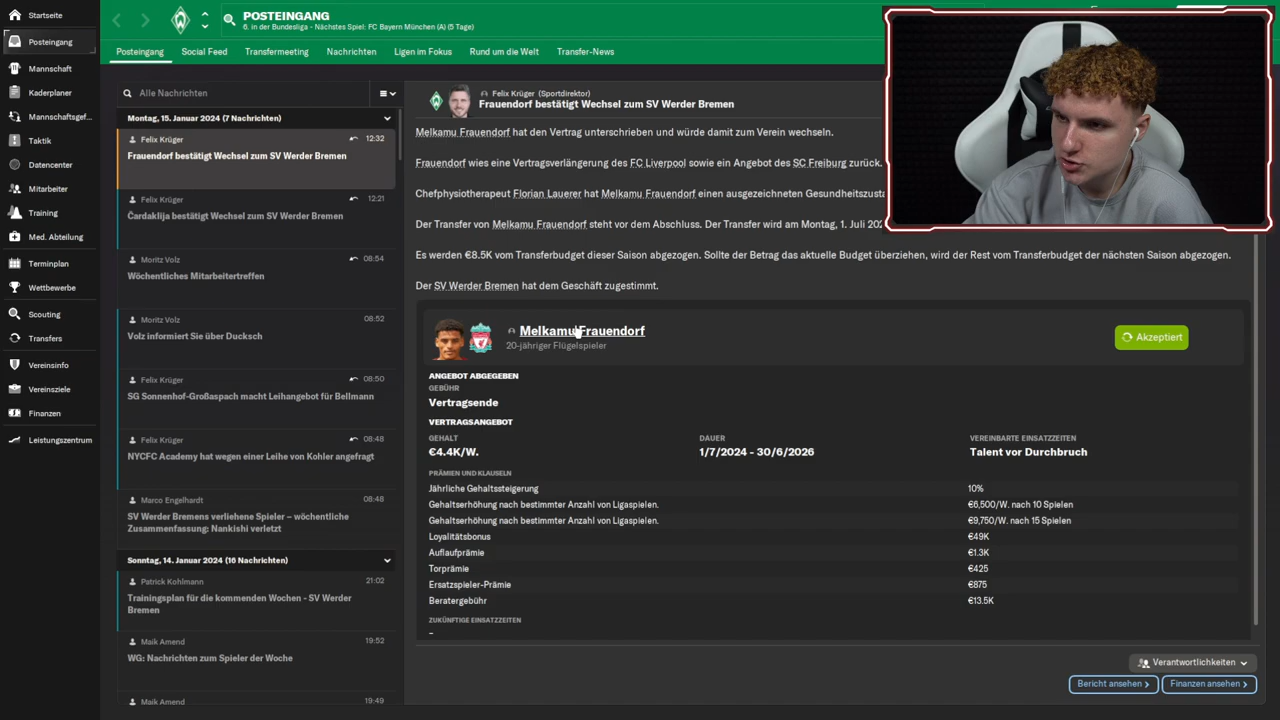 Startseite
Posteingang
Mannschaft
Kaderplaner
Mannschaftsgef...
Taktik
Datencenter
Mitarbeiter
Training
Med. Abteilung
Terminplan
Wettbewerbe
Scouting
Transfers
Vereinsinfo
Vereinsziele
Finanzen
Leistungszentrum
POSTEINGANG
6. in der Bundesliga - Nächstes Spiel: FC Bayern München (A) (5 Tage)
Posteingang Social Feed Transfermeeting Nachrichten Ligen im Fokus Rund um die Welt Transfer-News
Alle Nachrichten
Montag, 15. Januar 2024 (7 Nachrichten)
Felix Krüger 12:32
Frauendorf bestätigt Wechsel zum SV Werder Bremen
Felix Krüger 12:21
Čardaklija bestätigt Wechsel zum SV Werder Bremen
Moritz Volz 08:54
Wöchentliches Mitarbeitertreffen
Moritz Volz 08:52
Volz informiert Sie über Ducksch
Felix Krüger 08:50
SG Sonnenhof-Großaspach macht Leihangebot für Bellmann
Felix Krüger 08:48
NYCFC Academy hat wegen einer Leihe von Kohler angefragt
Marco Engelhardt 08:48
SV Werder Bremens verliehene Spieler – wöchentliche
Zusammenfassung: Nankishi verletzt
Sonntag, 14. Januar 2024 (16 Nachrichten)
Patrick Kohlmann 21:02
Trainingsplan für die kommenden Wochen - SV Werder
Bremen
Maik Amend 19:52
WG: Nachrichten zum Spieler der Woche
Maik Amend 19:49
Felix Krüger (Sportdirektor)
Frauendorf bestätigt Wechsel zum SV Werder Bremen
Melkamu Frauendorf hat den Vertrag unterschrieben und würde damit zum Verein wechseln.
Frauendorf wies eine Vertragsverlängerung des FC Liverpool sowie ein Angebot des SC Freiburg zurück.
Chefphysiotherapeut Florian Lauerer hat Melkamu Frauendorf einen ausgezeichneten Gesundheitszusta
Der Transfer von Melkamu Frauendorf steht vor dem Abschluss. Der Transfer wird am Montag, 1. Juli 202
Es werden €8.5K vom Transferbudget dieser Saison abgezogen. Sollte der Betrag das aktuelle Budget überziehen, wird der Rest vom Transferbudget der nächsten Saison abgezogen.
Der SV Werder Bremen hat dem Geschäft zugestimmt.
Melkamu Frauendorf
20-jähriger Flügelspieler
Akzeptiert
ANGEBOT ABGEGEBEN
GEBÜHR
Vertragsende
VERTRAGSANGEBOT
GEHALT DAUER VEREINBARTE EINSATZZEITEN
€4.4K/W. 1/7/2024 - 30/6/2026 Talent vor Durchbruch
PRÄMIEN UND KLAUSELN
Jährliche Gehaltssteigerung 10%
Gehaltserhöhung nach bestimmter Anzahl von Ligaspielen. €6,500/W. nach 10 Spielen
Gehaltserhöhung nach bestimmter Anzahl von Ligaspielen. €9,750/W. nach 15 Spielen
Loyalitätsbonus €49K
Auflaufprämie €1.3K
Torprämie €425
Ersatzspieler-Prämie €875
Beratergebühr €13.5K
ZUKÜNFTIGE EINSATZZEITEN
–
Verantwortlichkeiten
Bericht ansehen Finanzen ansehen